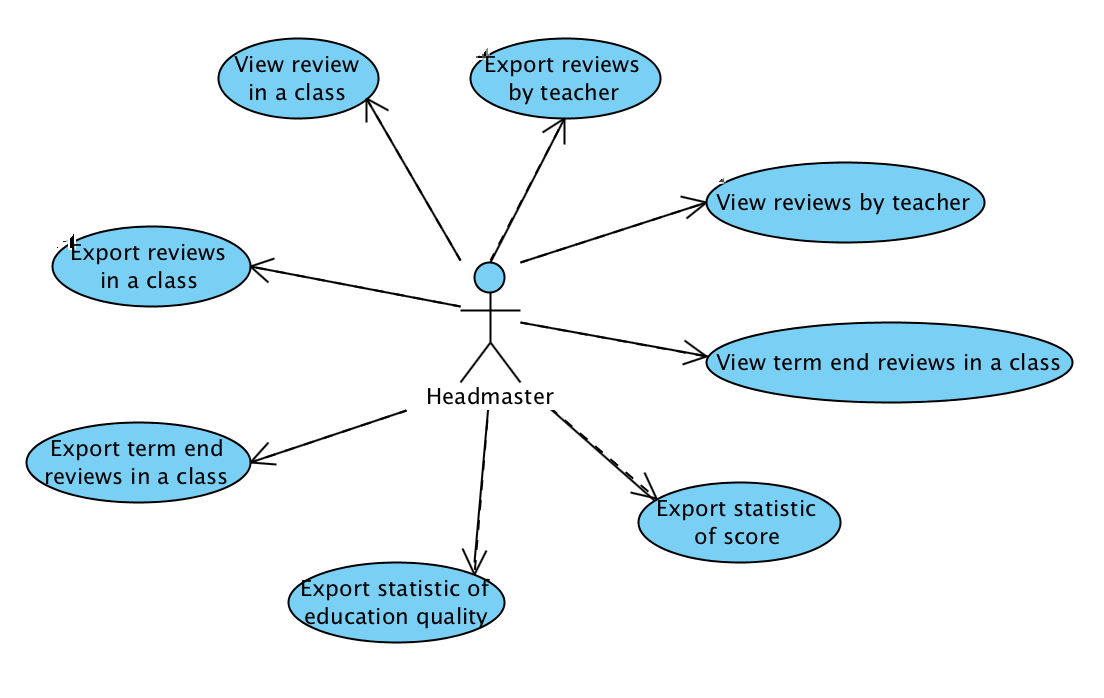 View review
in a class
Export reviews
by teacher
View reviews by teacher
Export reviews
in a class
View term end reviews in a class
Headmaster
Export term end
reviews in a class
Export statistic
of score
Export statistic of
education quality